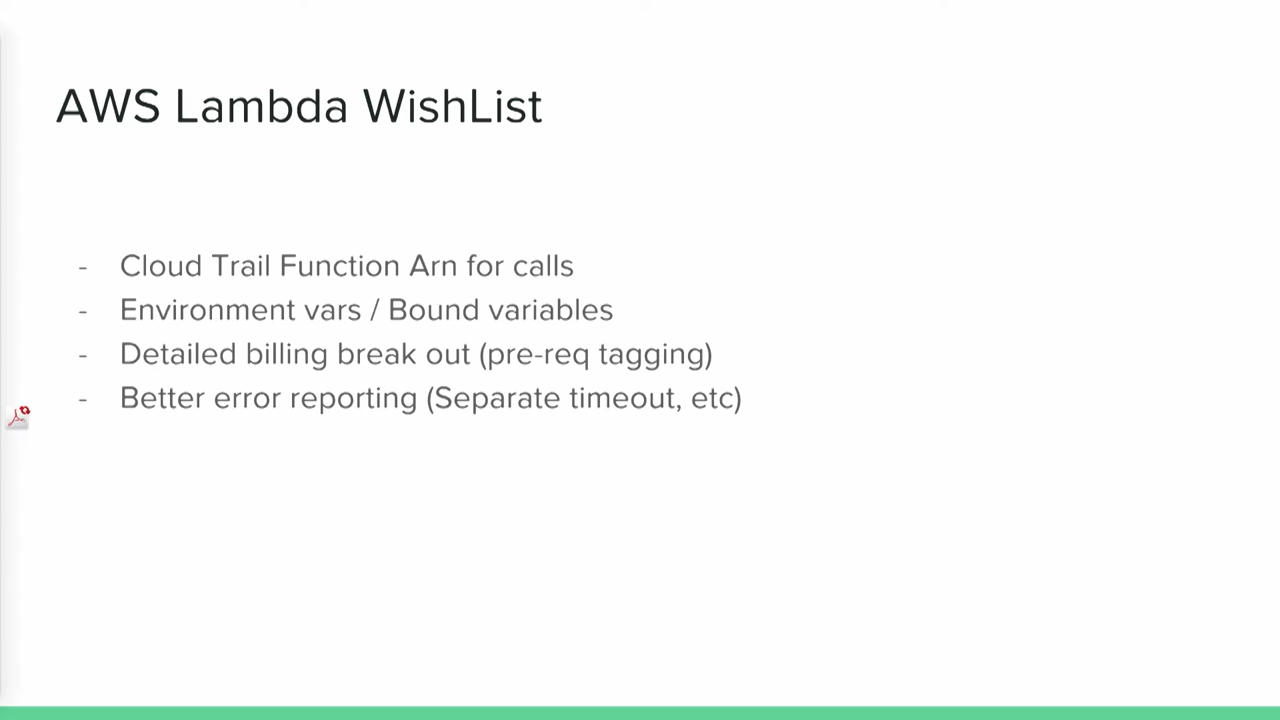 AWS Lambda WishList
- Cloud Trail Function Arn for calls
- Environment vars / Bound variables
- Detailed billing break out (pre-req tagging)
- Better error reporting (Separate timeout, etc)